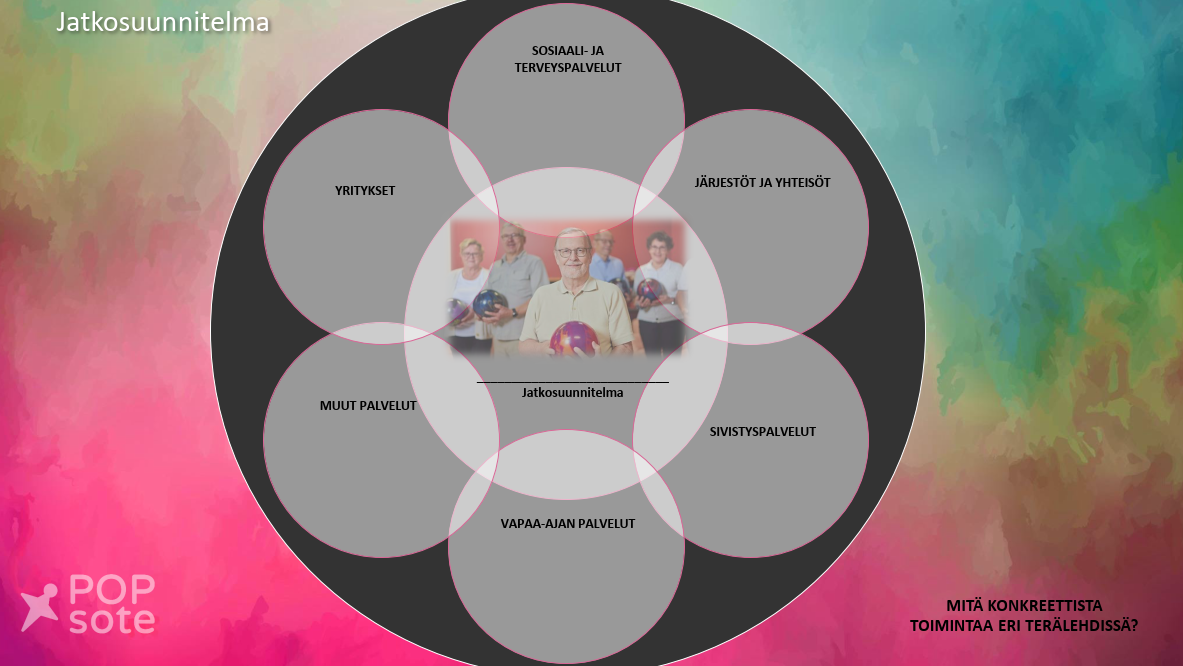 Jatkosuunnitelma
SOSIAALI- JA
TERVEYSPALVELUT
YRITYKSET
JÄRJESTÖT JA YHTEISÖT
Jatkosuunnitelma
MUUT PALVELUT
SIVISTYSPALVELUT
VAPAA-AJAN PALVELUT
POP
sote
MITÄ KONKREETTISTA
TOIMINTAA ERI TERÄLEHDISSÄ?